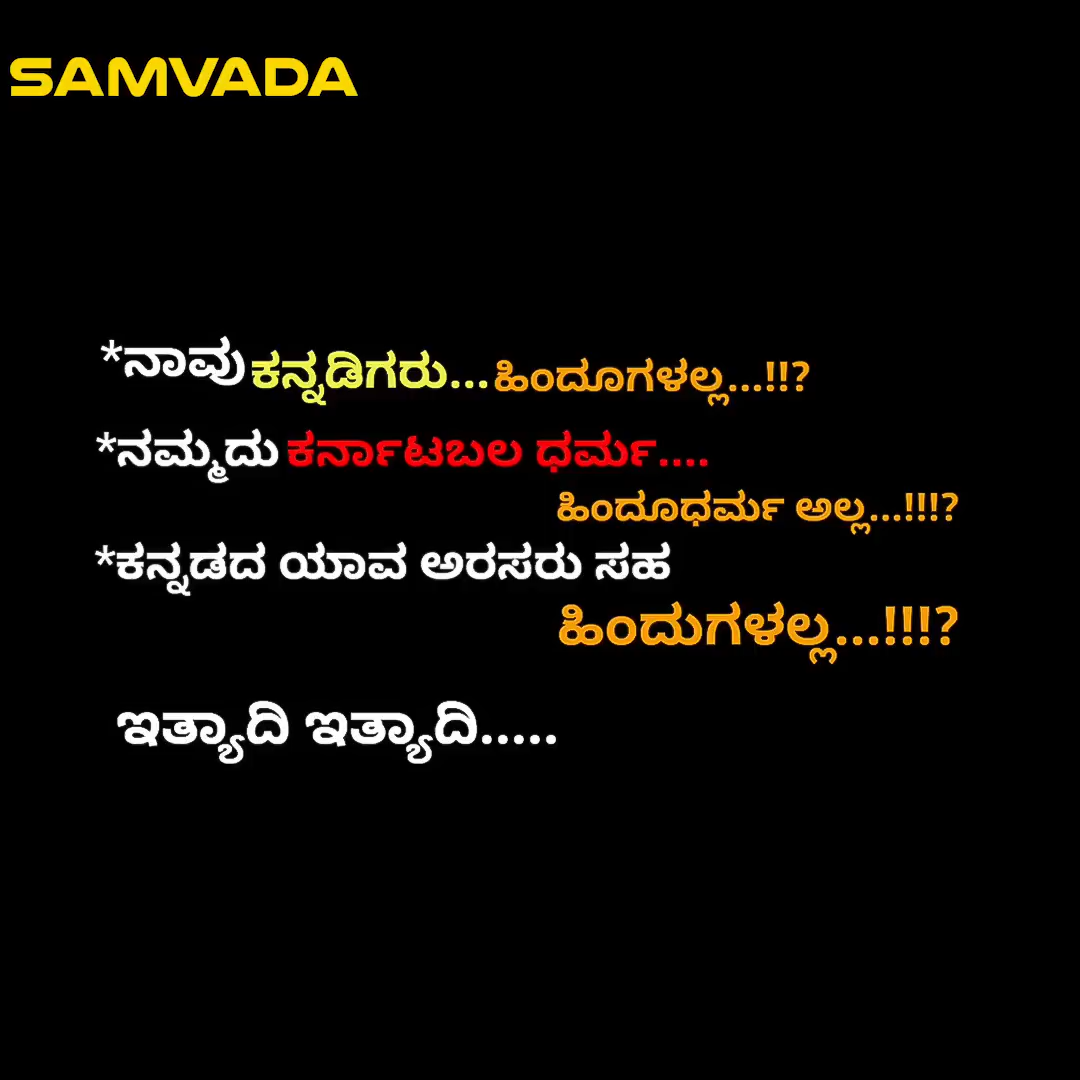 SAMVADA
*ನಾವು ಕನ್ನಡಿಗರು...ಹಿಂದೂಗಳಲ್ಲ...!!?
*ನಮ್ಮದು ಕರ್ನಾಟಬಲ ಧರ್ಮ....
ಹಿಂದೂಧರ್ಮ ಅಲ್ಲ...!!!?
*ಕನ್ನಡದ ಯಾವ ಅರಸರು ಸಹ
ಹಿಂದುಗಳಲ್ಲ...!!!?
ಇತ್ಯಾದಿ ಇತ್ಯಾದಿ.....